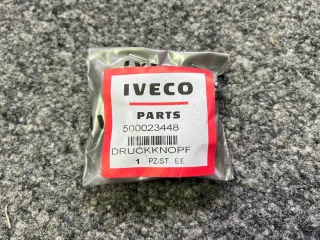 IVECO
PARTS
500023448
DRUCKKNOPF
1 PZ/ST EE